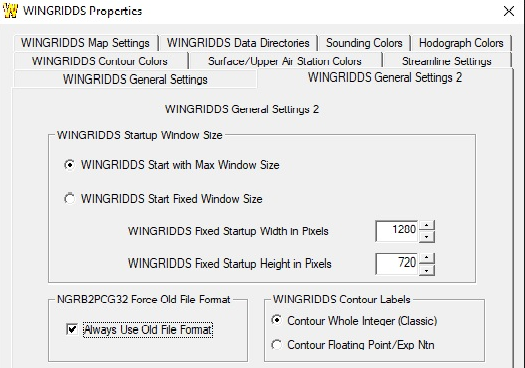 WINGRIDDS Properties
WINGRIDDS Map Settings WINGRIDDS Data Directories Sounding Colors Hodograph Colors
WINGRIDDS Contour Colors Surface/Upper Air Station Colors Streamline Settings
WINGRIDDS General Settings WINGRIDDS General Settings 2
WINGRIDDS General Settings 2
WINGRIDDS Startup Window Size
WINGRIDDS Start with Max Window Size
WINGRIDDS Start Fixed Window Size
WINGRIDDS Fixed Startup Width in Pixels 1280
WINGRIDDS Fixed Startup Height in Pixels 720
NGRB2PCG32 Force Old File Format WINGRIDDS Contour Labels
Always Use Old File Format Contour Whole Integer (Classic)
Contour Floating Point/Exp Ntn